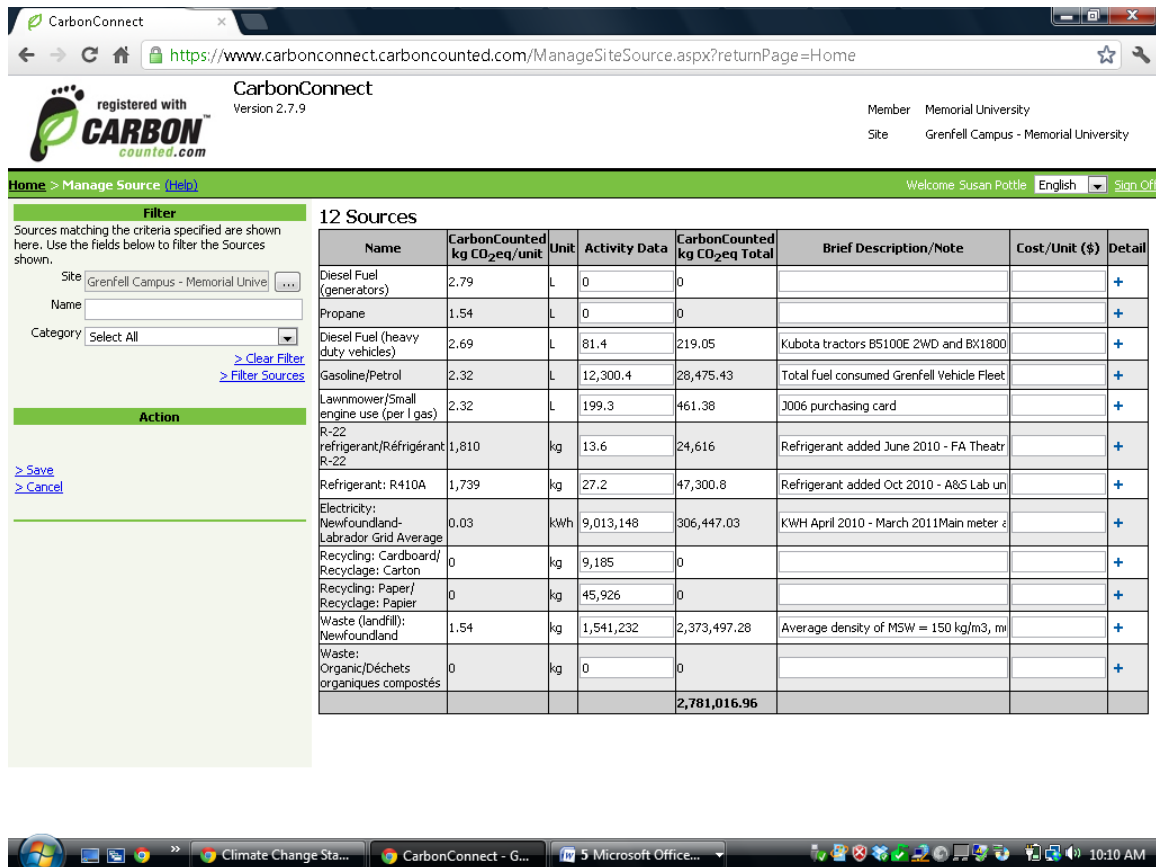 CarbonConnect
https://www.carbonconnect.carboncounted.com/ManageSiteSource.aspx?returnPage=Home
registered with
CARBON™
counted.com
CarbonConnect
Version 2.7.9
Member Memorial University
Site Grenfell Campus - Memorial University
Home > Manage Source (Help)
Welcome Susan Pottle English Sign Off
Filter
Sources matching the criteria specified are shown
here. Use the fields below to filter the Sources
shown.
Site Grenfell Campus - Memorial Unive ...
Name
Category Select All
> Clear Filter
> Filter Sources
Action
> Save
> Cancel
12 Sources
Name CarbonCounted kg CO2eq/unit Unit Activity Data CarbonCounted kg CO2eq Total Brief Description/Note Cost/Unit ($) Detail
Diesel Fuel (generators) 2.79 L 0 0 +
Propane 1.54 L 0 0 +
Diesel Fuel (heavy duty vehicles) 2.69 L 81.4 219.05 Kubota tractors B5100E 2WD and BX1800 +
Gasoline/Petrol 2.32 L 12,300.4 28,475.43 Total fuel consumed Grenfell Vehicle Fleet +
Lawnmower/Small engine use (per l gas) 2.32 L 199.3 461.38 J006 purchasing card +
R-22 refrigerant/Réfrigérant R-22 1,810 kg 13.6 24,616 Refrigerant added June 2010 - FA Theatr +
Refrigerant: R410A 1,739 kg 27.2 47,300.8 Refrigerant added Oct 2010 - A&S Lab un +
Electricity: Newfoundland-Labrador Grid Average 0.03 kWh 9,013,148 306,447.03 KWH April 2010 - March 2011Main meter a +
Recycling: Cardboard/ Recyclage: Carton 0 kg 9,185 0 +
Recycling: Paper/ Recyclage: Papier 0 kg 45,926 0 +
Waste (landfill): Newfoundland 1.54 kg 1,541,232 2,373,497.28 Average density of MSW = 150 kg/m3, m +
Waste: Organic/Déchets organiques compostés 0 kg 0 0 +
2,781,016.96
Climate Change Sta... CarbonConnect - G... 5 Microsoft Office... 10:10 AM